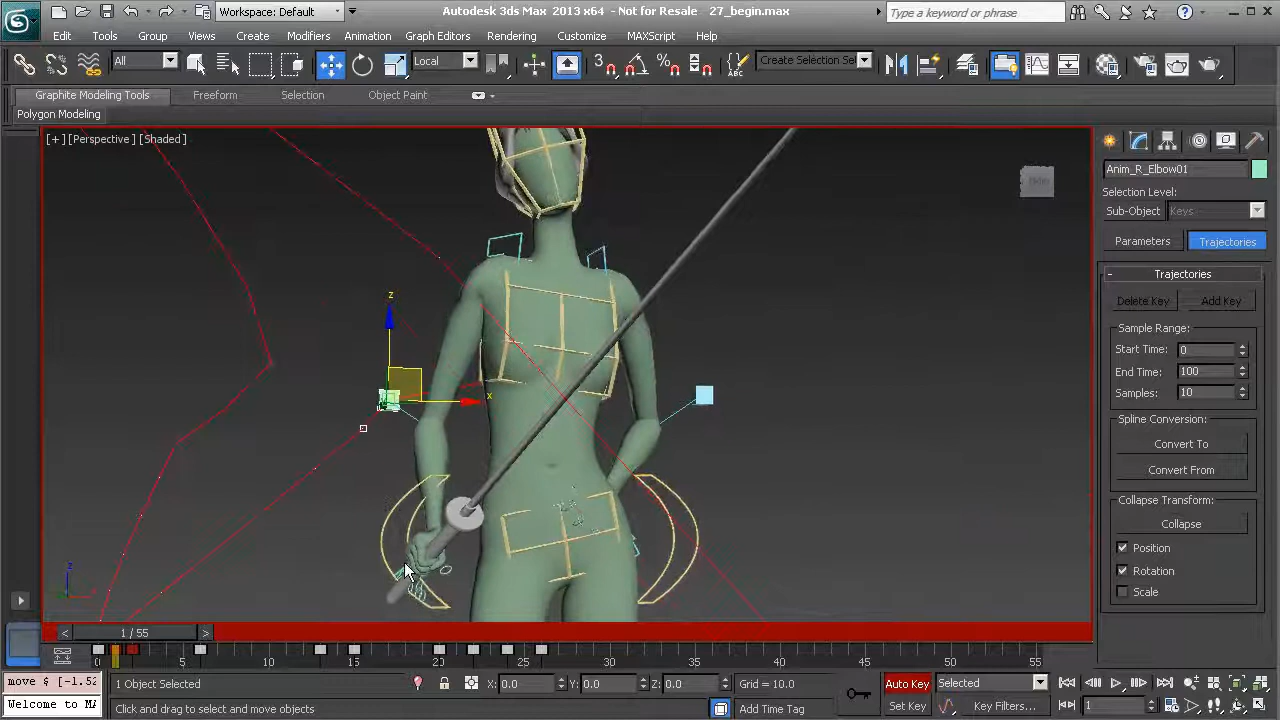 Workspace: Default
Autodesk 3ds Max 2013 x64 - Not for Resale 27_begin.max
Type a keyword or phrase
Edit Tools Group Views Create Modifiers Animation Graph Editors Rendering Customize MAXScript Help
All
Local
Create Selection Se
Graphite Modeling Tools Freeform Selection Object Paint
Polygon Modeling
[+] [Perspective] [Shaded]
z
x
z
Anim_R_Elbow01
Selection Level:
Sub-Object Keys
Parameters Trajectories
- Trajectories
Delete Key Add Key
Sample Range:
Start Time: 0
End Time: 100
Samples: 10
Spline Conversion:
Convert To
Convert From
Collapse Transform:
Collapse
Position
Rotation
Scale
< 1 / 55 >
0 5 10 15 20 25 30 35 40 45 50 55
move $ [-1.52
1 Object Selected
X: 0.0 Y: 0.0 Z: 0.0
Grid = 10.0
Auto Key Selected
Welcome to MA
Click and drag to select and move objects
Add Time Tag
Set Key Key Filters... 1